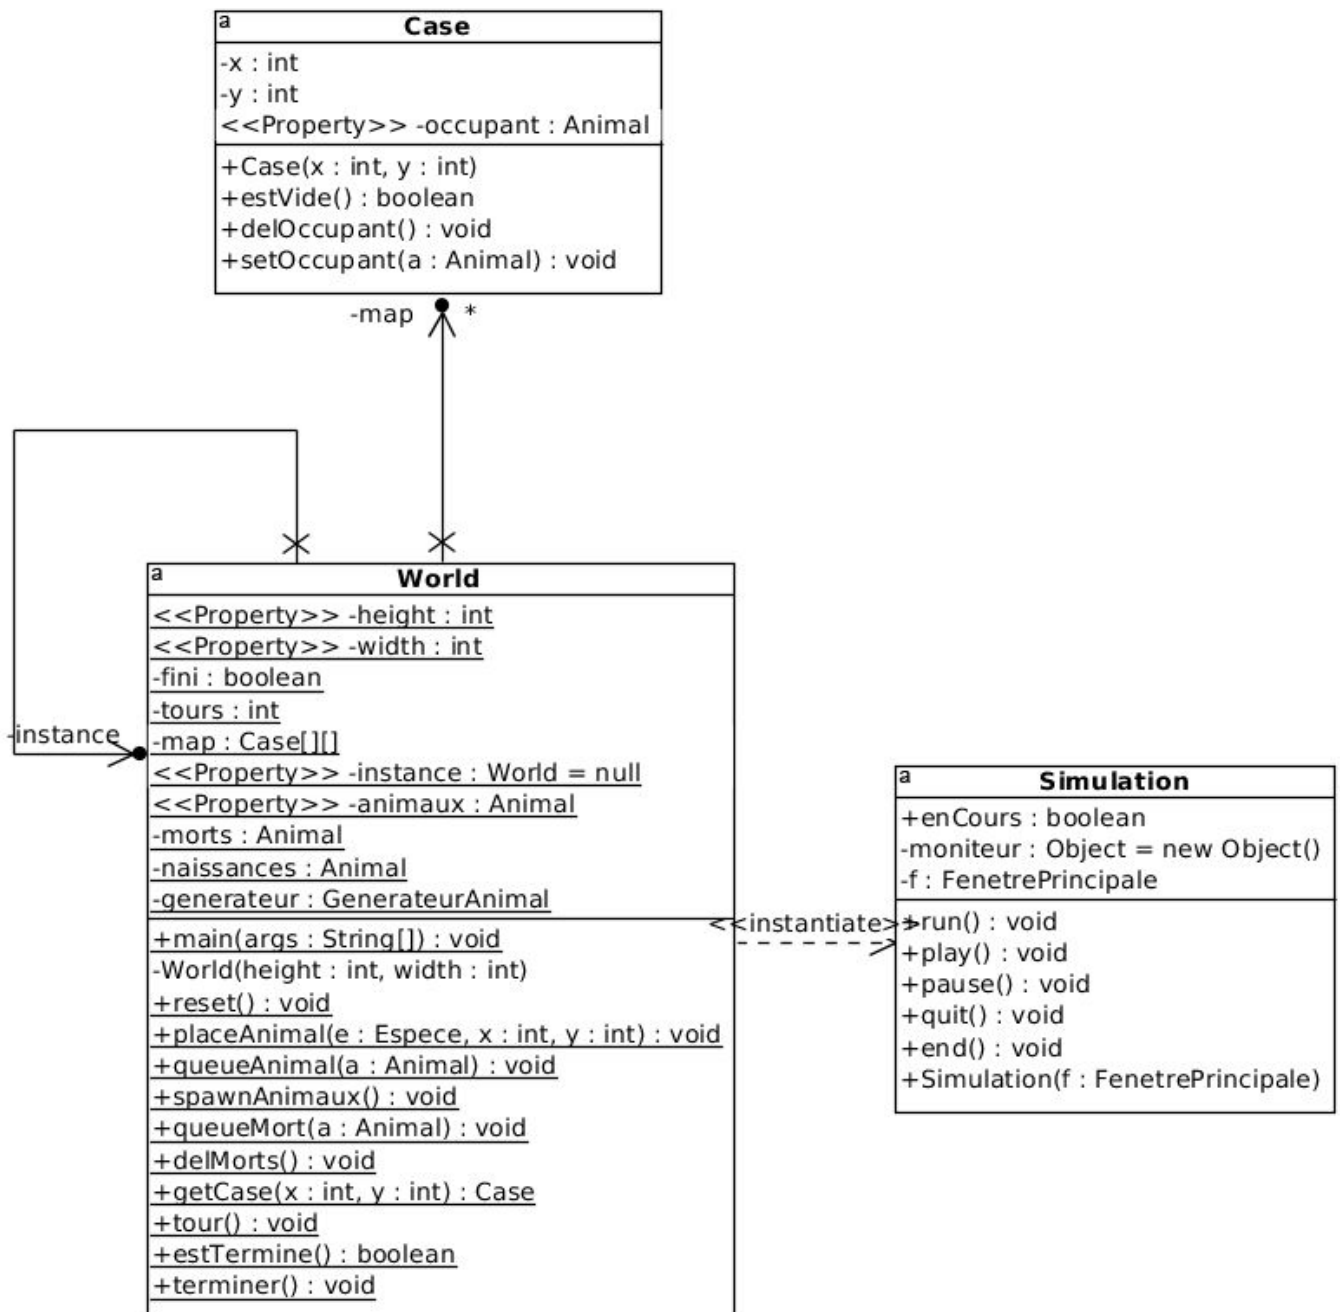 a
Case
-x : int
-y : int
<<Property>> -occupant : Animal
+Case(x : int, y : int)
+estVide() : boolean
+delOccupant() : void
+setOccupant(a : Animal) : void
-map
*
a
World
<<Property>> -height : int
<<Property>> -width : int
-fini : boolean
-tours : int
-instance
-map : Case[][]
<<Property>> -instance : World = null
<<Property>> -animaux : Animal
-morts : Animal
-naissances : Animal
-generateur : GenerateurAnimal
+main(args : String[]) : void
-World(height : int, width : int)
+reset() : void
+placeAnimal(e : Espece, x : int, y : int) : void
+queueAnimal(a : Animal) : void
+spawnAnimaux() : void
+queueMort(a : Animal) : void
+delMorts() : void
+getCase(x : int, y : int) : Case
+tour() : void
+estTermine() : boolean
+terminer() : void
<<instantiate>>
a
Simulation
+enCours : boolean
-moniteur : Object = new Object()
-f : FenetrePrincipale
+run() : void
+play() : void
+pause() : void
+quit() : void
+end() : void
+Simulation(f : FenetrePrincipale)